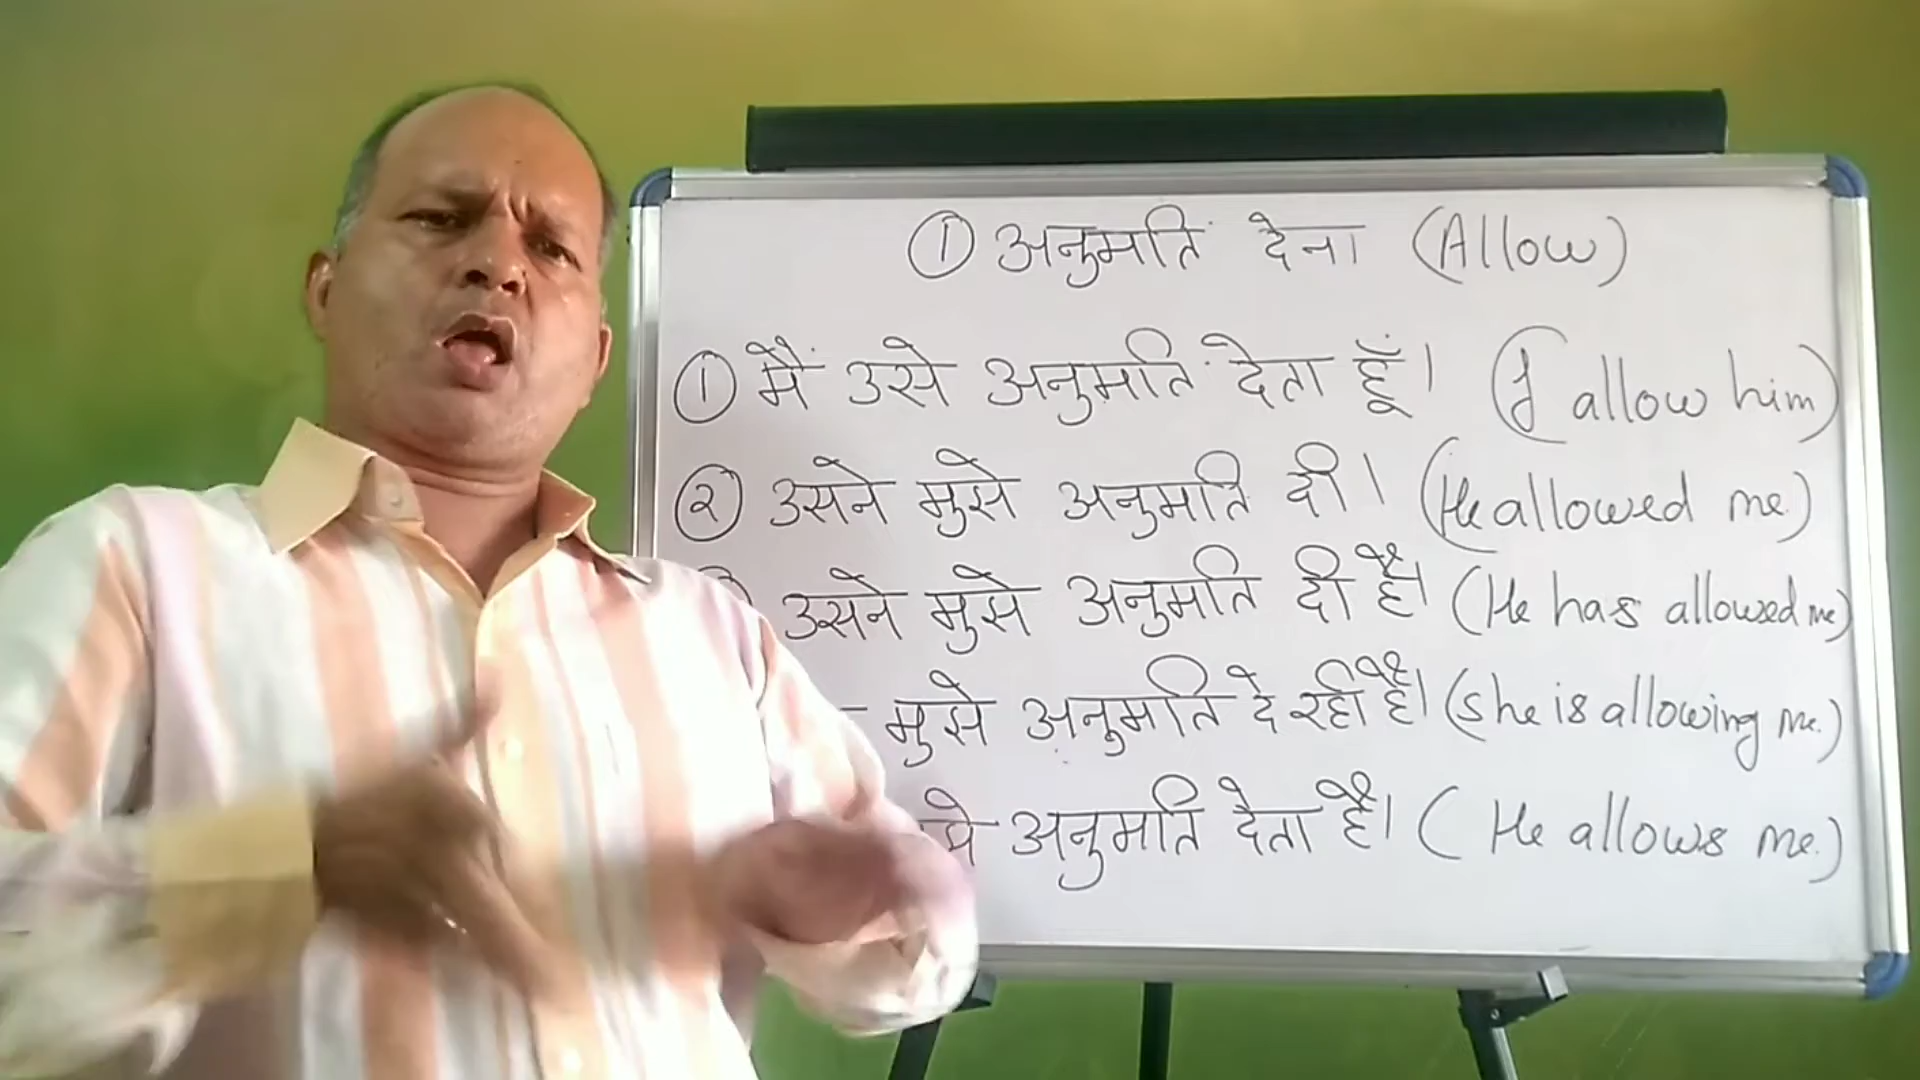 ① अनुमति देना (Allow)
① मैं उसे अनुमति देता हूँ। (I allow him)
② उसने मुझे अनुमति दी। (He allowed me.)
उसने मुझे अनुमति दी है। (He has allowed me)
मुझे अनुमति दे रही है। (She is allowing me.)
अनुमति देता है। ( He allows me.)